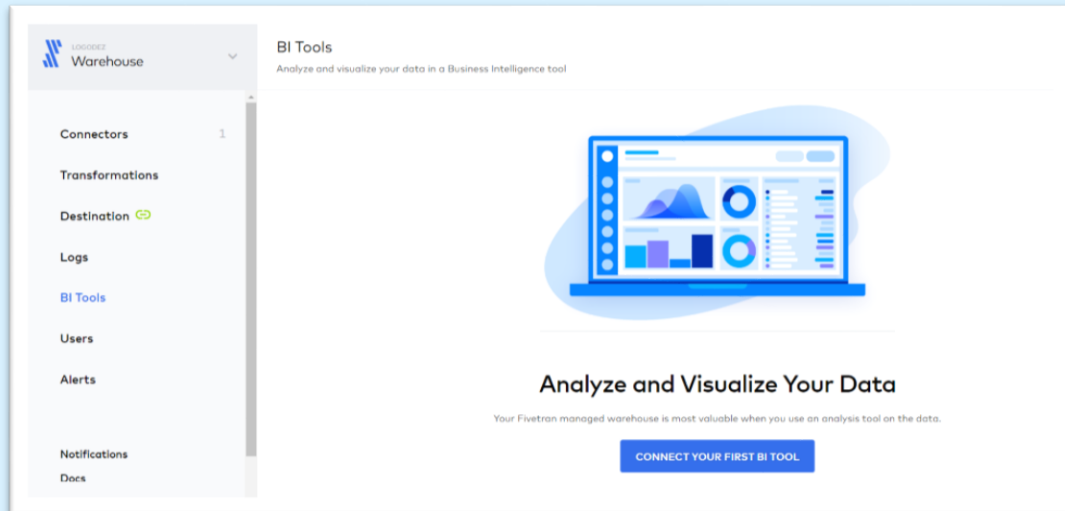 LOGODEZ
Warehouse
BI Tools
Analyze and visualize your data in a Business Intelligence tool
Connectors 1
Transformations
Destination
Logs
BI Tools
Users
Alerts
Notifications
Docs
Analyze and Visualize Your Data
Your Fivetran managed warehouse is most valuable when you use an analysis tool on the data.
CONNECT YOUR FIRST BI TOOL